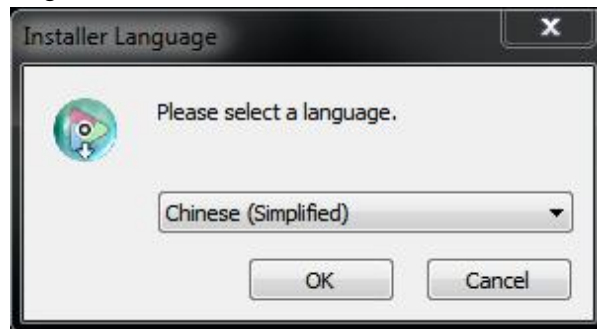 Installer Language
x
Please select a language.
Chinese (Simplified)
OK
Cancel